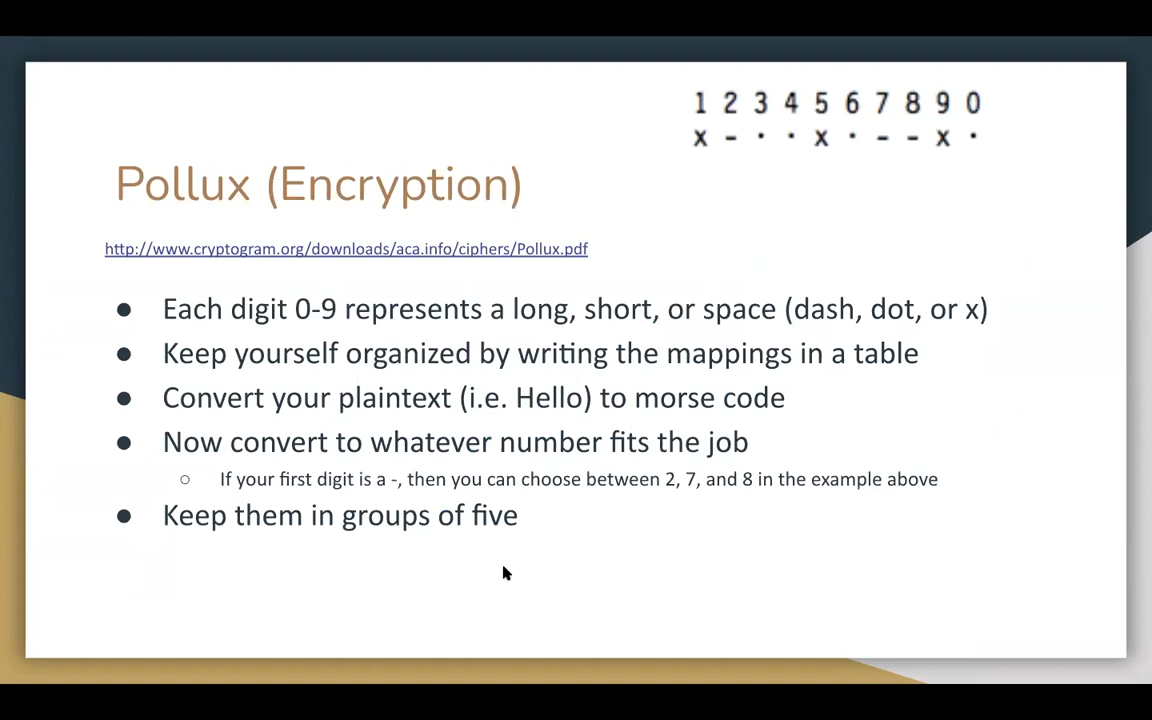 1 2 3 4 5 6 7 8 9 0
x - · · x · - - x ·
Pollux (Encryption)
http://www.cryptogram.org/downloads/aca.info/ciphers/Pollux.pdf
● Each digit 0-9 represents a long, short, or space (dash, dot, or x)
● Keep yourself organized by writing the mappings in a table
● Convert your plaintext (i.e. Hello) to morse code
● Now convert to whatever number fits the job
○ If your first digit is a -, then you can choose between 2, 7, and 8 in the example above
● Keep them in groups of five